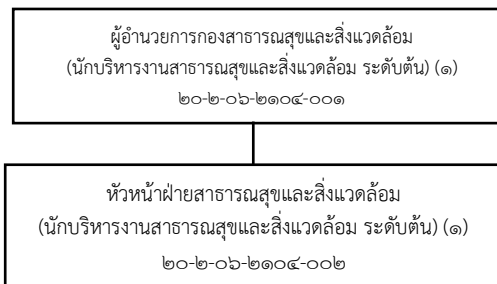 ผู้อำนวยการกองสาธารณสุขและสิ่งแวดล้อม
(นักบริหารงานสาธารณสุขและสิ่งแวดล้อม ระดับต้น) (๑)
๒๐-๒-๐๖-๒๑๐๔-๐๐๑
หัวหน้าฝ่ายสาธารณสุขและสิ่งแวดล้อม
(นักบริหารงานสาธารณสุขและสิ่งแวดล้อม ระดับต้น) (๑)
๒๐-๒-๐๖-๒๑๐๔-๐๐๒